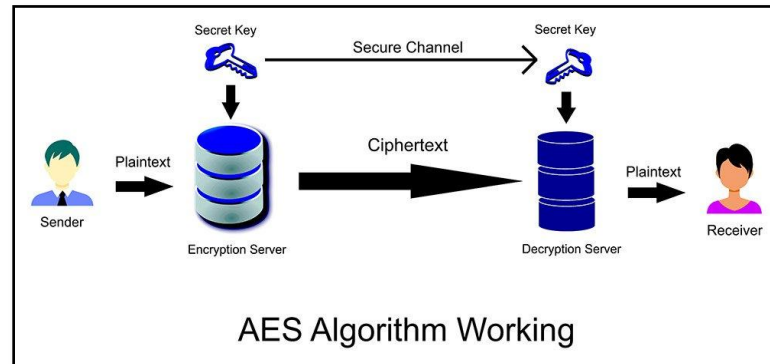 Secret Key
Secure Channel
Secret Key
Plaintext
Ciphertext
Plaintext
Sender
Encryption Server
Decryption Server
Receiver
AES Algorithm Working